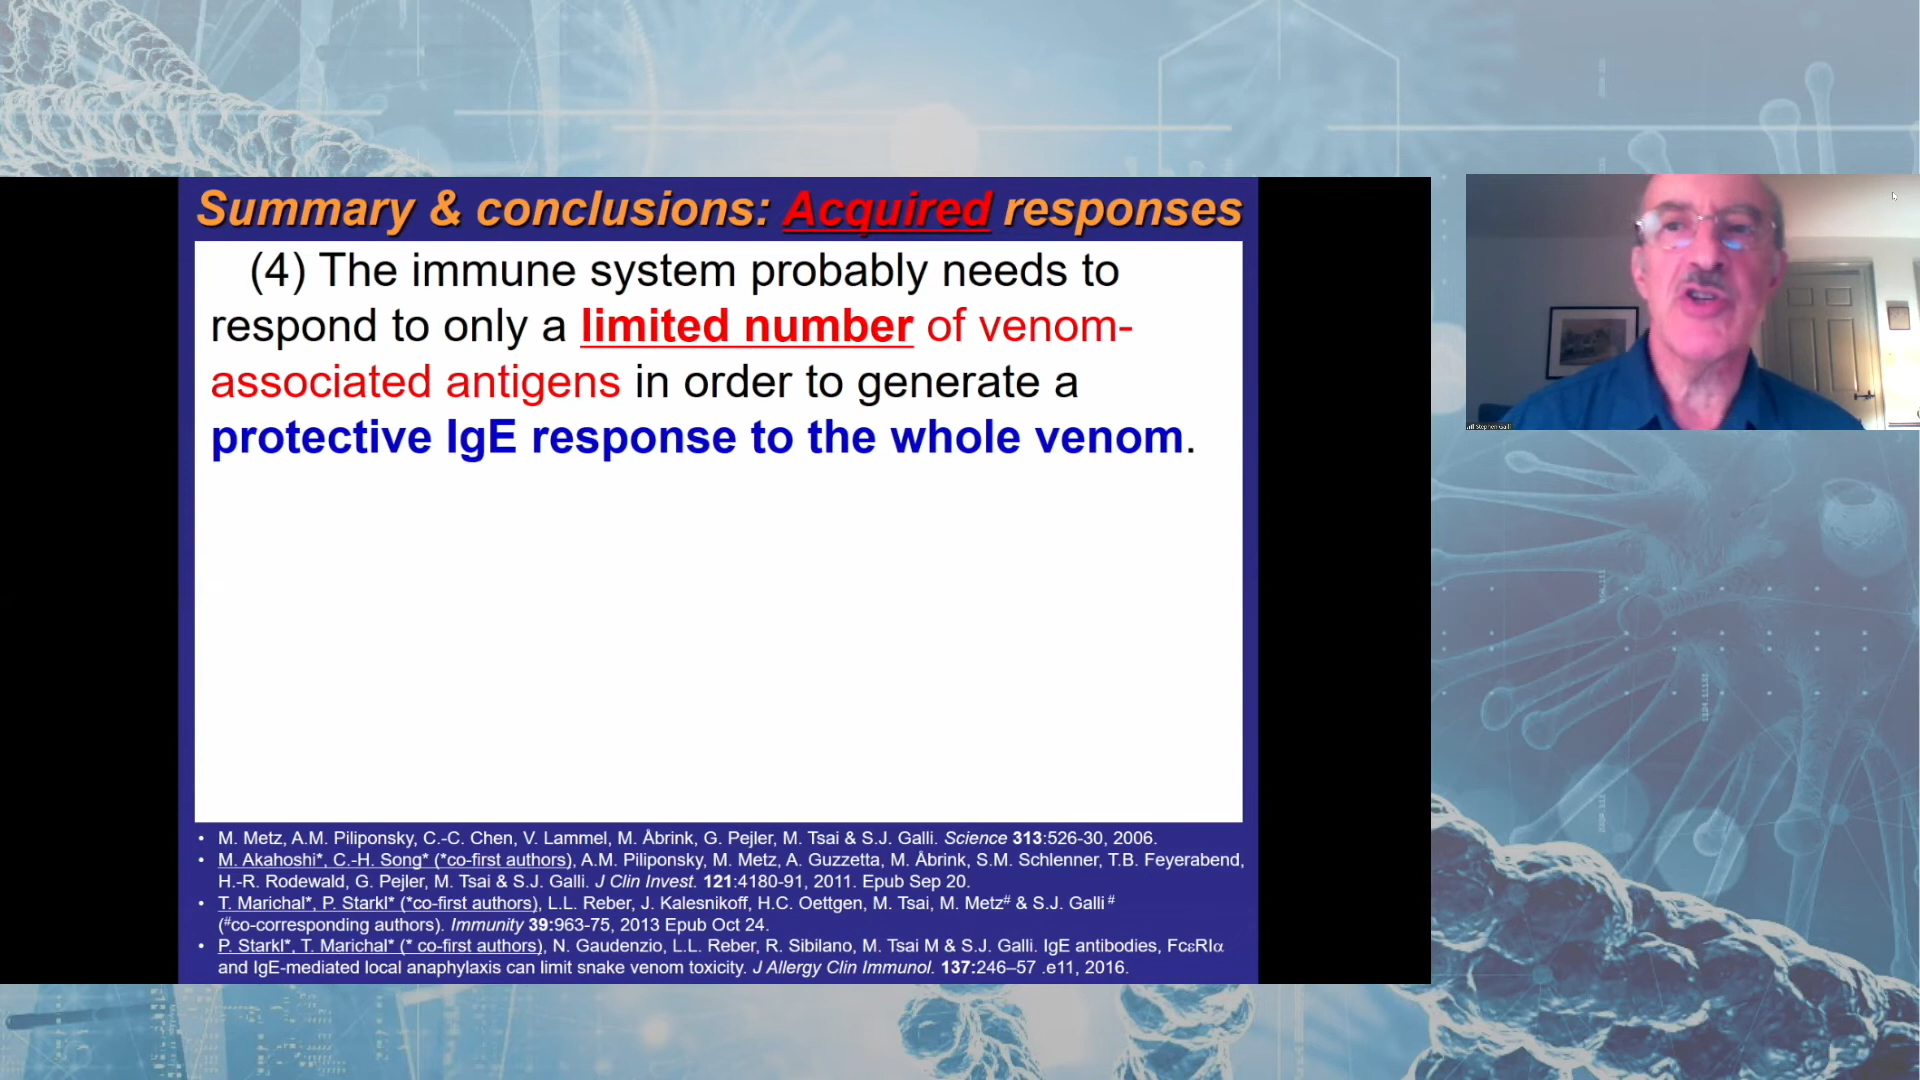 Summary & conclusions: Acquired responses
(4) The immune system probably needs to
respond to only a limited number of venom-
associated antigens in order to generate a
protective IgE response to the whole venom.
• M. Metz, A.M. Piliponsky, C.-C. Chen, V. Lammel, M. Åbrink, G. Pejler, M. Tsai & S.J. Galli. Science 313:526-30, 2006.
• M. Akahoshi*, C.-H. Song* (*co-first authors), A.M. Piliponsky, M. Metz, A. Guzzetta, M. Åbrink, S.M. Schlenner, T.B. Feyerabend,
H.-R. Rodewald, G. Pejler, M. Tsai & S.J. Galli. J Clin Invest. 121:4180-91, 2011. Epub Sep 20.
• T. Marichal*, P. Starkl* (*co-first authors), L.L. Reber, J. Kalesnikoff, H.C. Oettgen, M. Tsai, M. Metz# & S.J. Galli#
(#co-corresponding authors). Immunity 39:963-75, 2013 Epub Oct 24.
• P. Starkl*, T. Marichal* (* co-first authors), N. Gaudenzio, L.L. Reber, R. Sibilano, M. Tsai M & S.J. Galli. IgE antibodies, FcεRIα
and IgE-mediated local anaphylaxis can limit snake venom toxicity. J Allergy Clin Immunol. 137:246–57 .e11, 2016.
Stephen Galli